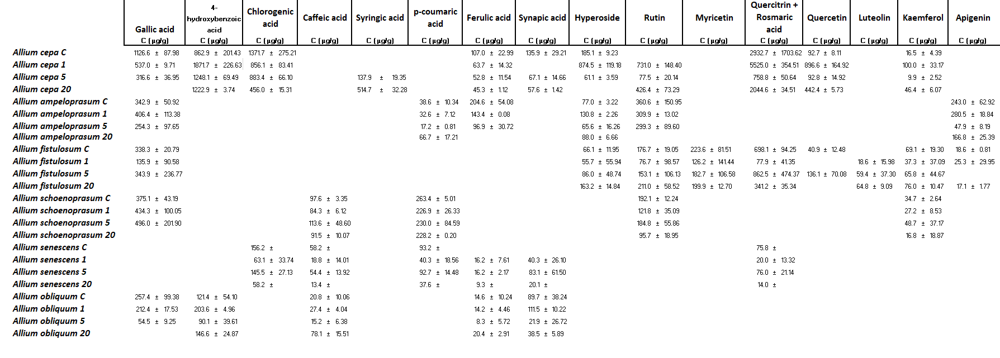 Gallic acid 4-hydroxybenzoic acid Chlorogenic acid Caffeic acid Syringic acid p-coumaric acid Ferulic acid Synapic acid Hyperoside Rutin Myricetin Quercitrin + Rosmaric acid Quercetin Luteolin Kaemferol Apigenin
C (µg/g) C (µg/g) C (µg/g) C (µg/g) C (µg/g) C (µg/g) C (µg/g) C (µg/g) C (µg/g) C (µg/g) C (µg/g) C (µg/g) C (µg/g) C (µg/g) C (µg/g) C (µg/g)
Allium cepa C 1126.6 ± 87.98 862.9 ± 201.43 1371.7 ± 275.21 107.0 ± 22.99 135.9 ± 29.21 185.1 ± 9.23 2932.7 ± 1703.62 92.7 ± 8.11 16.5 ± 4.39
Allium cepa 1 537.0 ± 9.71 1871.7 ± 226.63 856.1 ± 83.41 63.7 ± 14.32 874.5 ± 119.18 731.0 ± 148.40 5525.0 ± 354.51 896.6 ± 164.92 100.0 ± 33.17
Allium cepa 5 316.6 ± 36.95 1248.1 ± 69.49 883.4 ± 66.10 137.9 ± 19.35 52.8 ± 11.54 67.1 ± 14.66 61.1 ± 3.59 77.5 ± 20.14 758.8 ± 50.64 92.8 ± 14.92 9.9 ± 2.52
Allium cepa 20 1222.9 ± 3.74 456.0 ± 15.31 514.7 ± 32.28 45.3 ± 1.12 57.6 ± 1.42 426.4 ± 73.29 2044.6 ± 34.51 442.4 ± 5.73 46.4 ± 6.07
Allium ampeloprasum C 342.9 ± 50.92 38.6 ± 10.34 204.6 ± 54.08 77.0 ± 3.22 360.6 ± 150.95 243.0 ± 62.92
Allium ampeloprasum 1 406.4 ± 113.38 32.6 ± 7.12 143.4 ± 0.08 130.8 ± 2.26 309.9 ± 13.02 280.5 ± 18.84
Allium ampeloprasum 5 254.3 ± 97.65 17.2 ± 0.81 96.9 ± 30.72 65.6 ± 16.26 299.3 ± 89.60 47.9 ± 8.19
Allium ampeloprasum 20 66.7 ± 17.21 88.0 ± 6.66 166.8 ± 25.39
Allium fistulosum C 338.3 ± 20.79 66.1 ± 11.95 176.7 ± 19.05 223.6 ± 81.51 698.1 ± 94.25 40.9 ± 12.48 69.1 ± 19.30 18.6 ± 0.81
Allium fistulosum 1 135.9 ± 90.58 55.7 ± 55.94 76.7 ± 98.57 126.2 ± 141.44 77.9 ± 41.35 18.6 ± 15.98 37.3 ± 37.09 25.3 ± 29.95
Allium fistulosum 5 343.9 ± 236.77 86.0 ± 48.74 153.1 ± 106.13 182.7 ± 106.58 862.5 ± 474.37 136.1 ± 70.08 59.4 ± 37.30 65.8 ± 44.67
Allium fistulosum 20 163.2 ± 14.84 211.0 ± 58.52 199.9 ± 12.70 341.2 ± 35.34 64.8 ± 9.09 76.0 ± 10.47 17.1 ± 1.77
Allium schoenoprasum C 375.1 ± 43.19 97.6 ± 3.35 263.4 ± 5.01 192.1 ± 12.24 34.7 ± 2.64
Allium schoenoprasum 1 434.3 ± 100.05 84.3 ± 6.12 226.9 ± 26.33 121.8 ± 35.09 27.2 ± 8.53
Allium schoenoprasum 5 496.0 ± 201.90 113.6 ± 48.60 230.0 ± 84.59 184.8 ± 55.86 48.7 ± 37.17
Allium schoenoprasum 20 91.5 ± 10.07 228.2 ± 0.20 95.7 ± 18.95 16.8 ± 18.87
Allium senescens C 156.2 ± 58.2 ± 93.2 ± 75.8 ±
Allium senescens 1 63.1 ± 33.74 18.8 ± 14.01 40.3 ± 18.56 16.2 ± 7.61 40.3 ± 26.10 20.0 ± 13.32
Allium senescens 5 145.5 ± 27.13 54.4 ± 13.92 92.7 ± 14.48 16.2 ± 2.17 83.1 ± 61.50 76.0 ± 21.14
Allium senescens 20 58.2 ± 13.4 ± 37.6 ± 9.3 ± 20.1 ± 14.0 ±
Allium obliquum C 257.4 ± 99.38 121.4 ± 54.10 20.8 ± 10.06 14.6 ± 10.24 89.7 ± 38.24
Allium obliquum 1 212.4 ± 17.53 203.6 ± 4.96 27.4 ± 4.04 14.2 ± 4.46 111.5 ± 10.22
Allium obliquum 5 54.5 ± 9.25 90.1 ± 39.61 15.2 ± 6.38 8.3 ± 5.72 21.9 ± 26.72
Allium obliquum 20 146.6 ± 24.87 78.1 ± 15.51 20.4 ± 2.91 38.5 ± 5.89